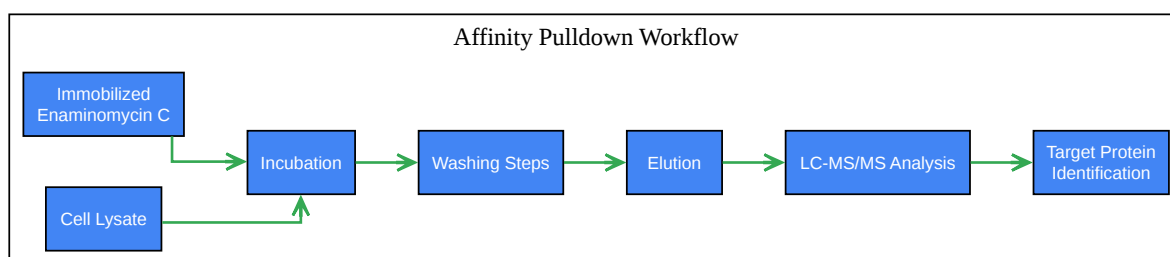 Affinity Pulldown Workflow
Immobilized
Enaminomycin C
Cell Lysate
Incubation
Washing Steps
Elution
LC-MS/MS Analysis
Target Protein
Identification